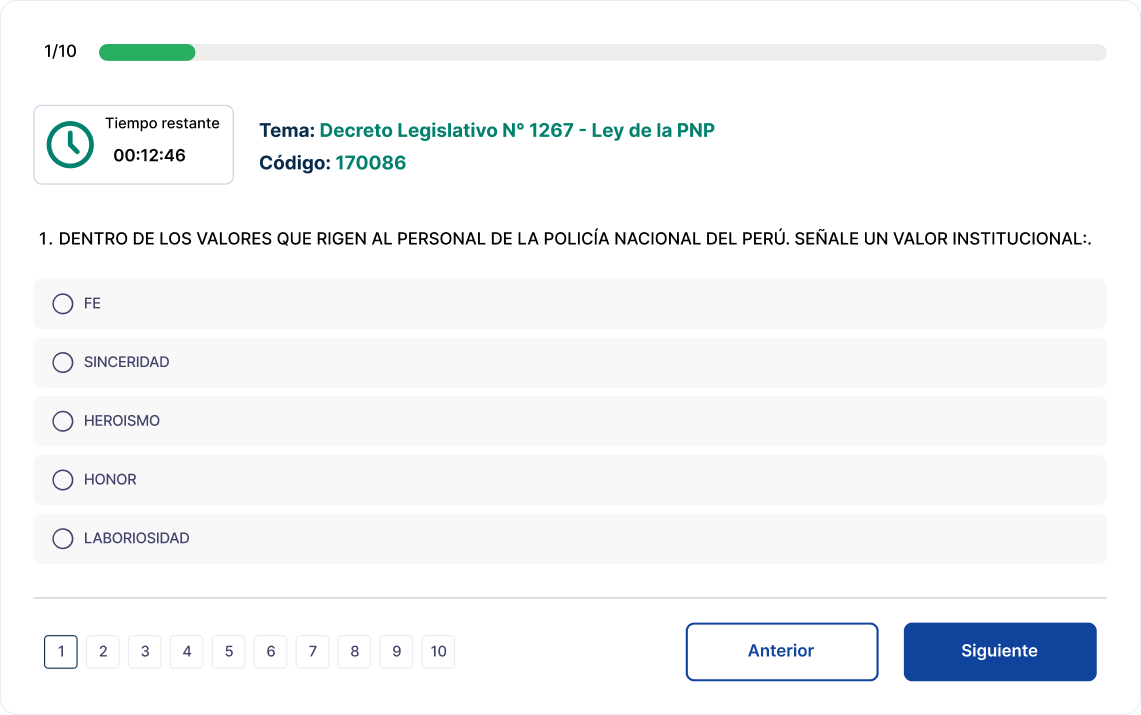 1/10
Tiempo restante
00:12:46
Tema: Decreto Legislativo N° 1267 - Ley de la PNP
Código: 170086
1. DENTRO DE LOS VALORES QUE RIGEN AL PERSONAL DE LA POLICÍA NACIONAL DEL PERÚ. SEÑALE UN VALOR INSTITUCIONAL:.
FE
SINCERIDAD
HEROISMO
HONOR
LABORIOSIDAD
1 2 3 4 5 6 7 8 9 10
Anterior
Siguiente